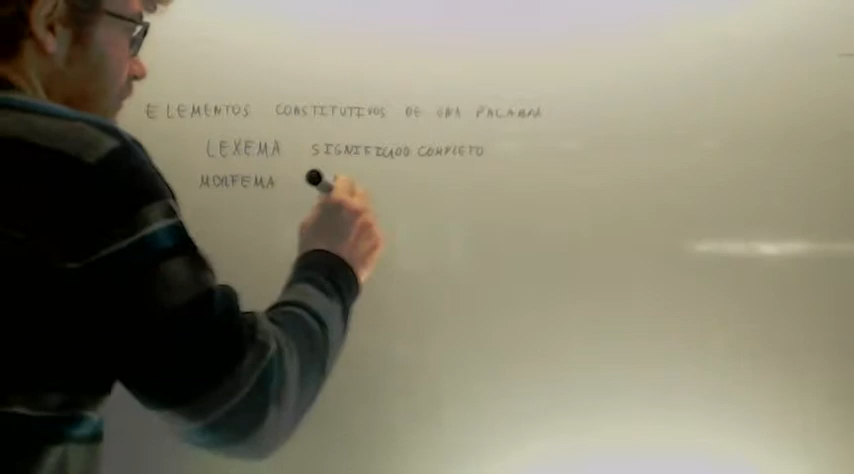 ELEMENTOS CONSTITUTIVOS DE UNA PALABRA
LEXEMA SIGNIFICADO COMPLETO
MORFEMA